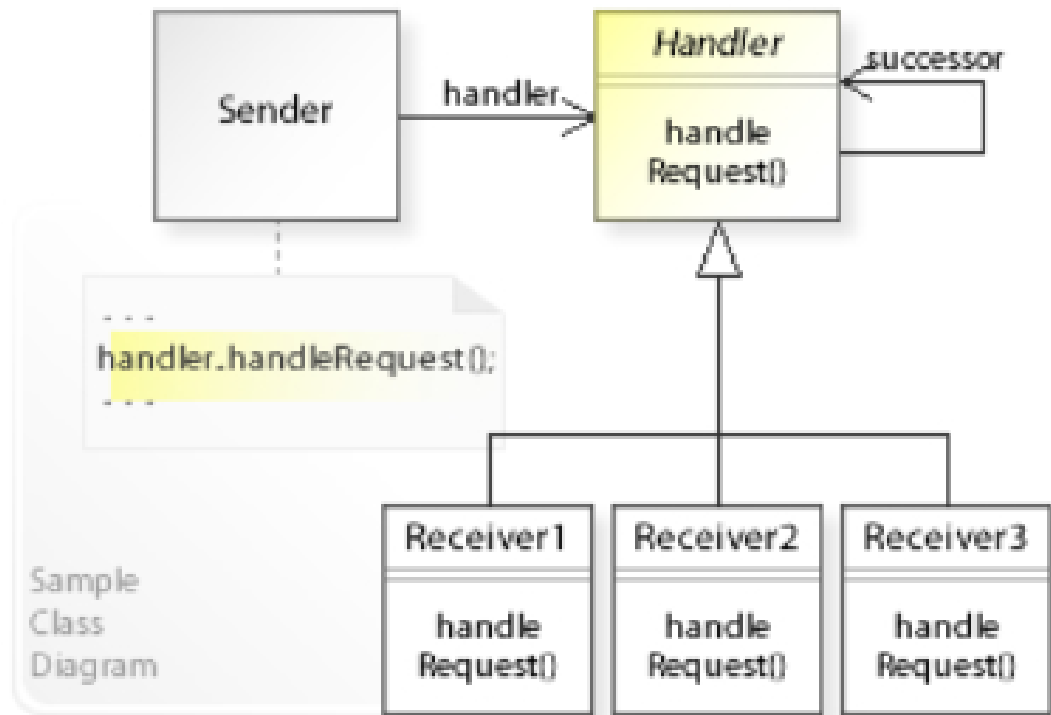 Sender
handler
Handler
successor
handle
Request()
- - -
handler.handleRequest();
- - -
Receiver1
handle
Request()
Receiver2
handle
Request()
Receiver3
handle
Request()
Sample
Class
Diagram